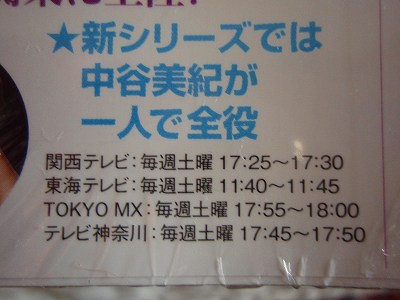 ★新シリーズでは
中谷美紀が
一人で全役
関西テレビ：毎週土曜 17:25〜17:30
東海テレビ：毎週土曜 11:40〜11:45
TOKYO MX：毎週土曜 17:55〜18:00
テレビ神奈川：毎週土曜 17:45〜17:50